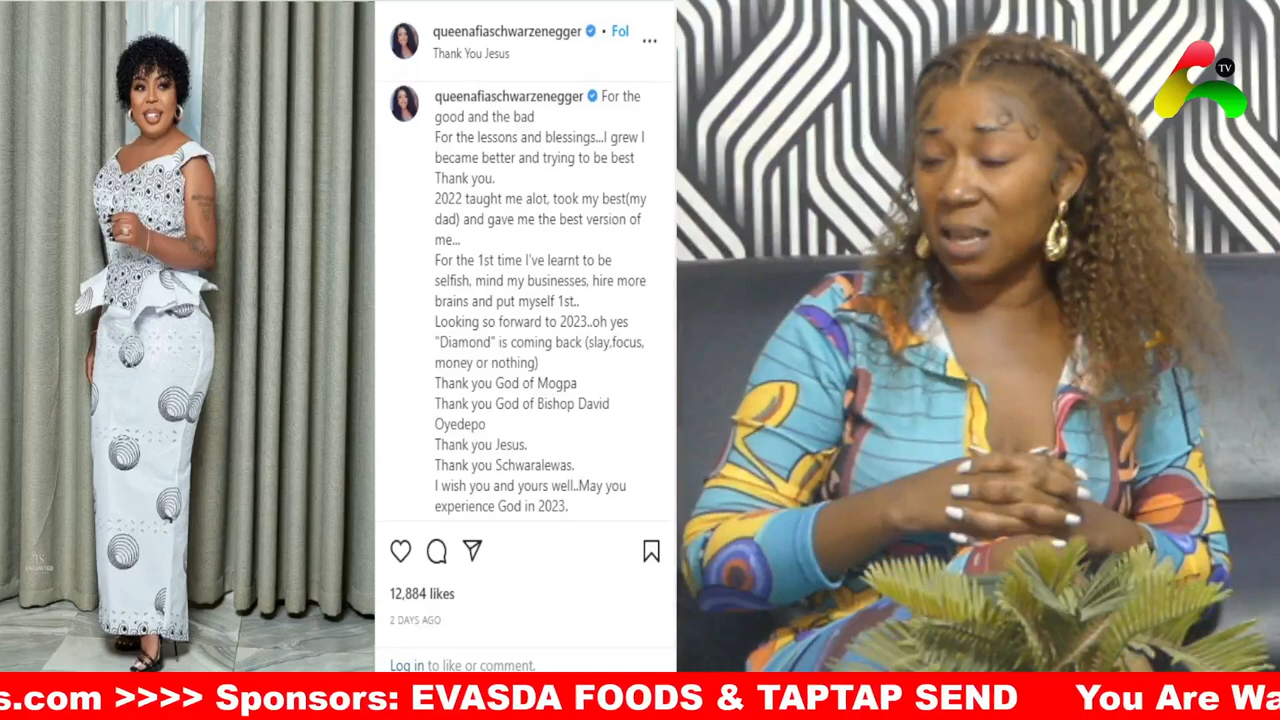 queenafiaschwarzenegger • Fol
Thank You Jesus
queenafiaschwarzenegger For the
good and the bad
For the lessons and blessings...I grew I
became better and trying to be best
Thank you.
2022 taught me alot, took my best(my
dad) and gave me the best version of
me...
For the 1st time I've learnt to be
selfish, mind my businesses, hire more
brains and put myself 1st..
Looking so forward to 2023..oh yes
"Diamond" is coming back (slay,focus,
money or nothing)
Thank you God of Mogpa
Thank you God of Bishop David
Oyedepo
Thank you Jesus.
Thank you Schwaralewas.
I wish you and yours well..May you
experience God in 2023.
12,884 likes
2 DAYS AGO
Log in to like or comment.
TV
s.com >>>> Sponsors: EVASDA FOODS & TAPTAP SEND You Are Wa